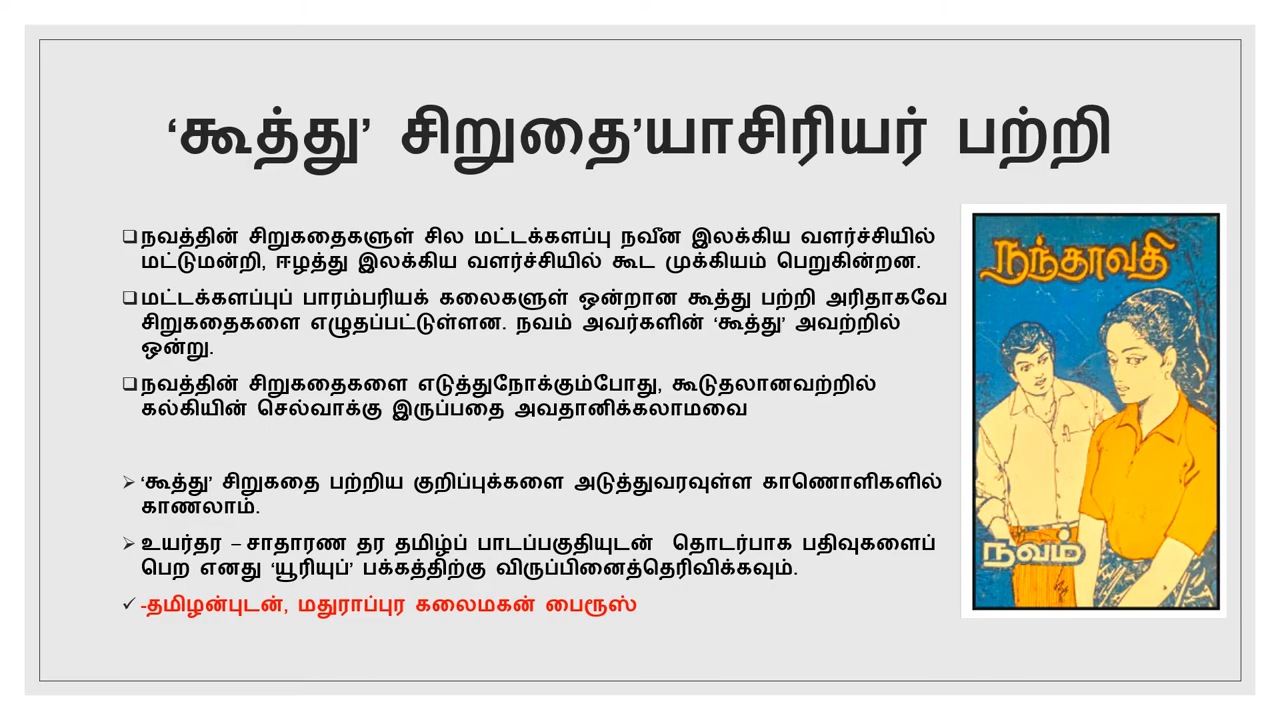 ‘கூத்து’ சிறுதை’யாசிரியர் பற்றி
நவத்தின் சிறுகதைகளுள் சில மட்டக்களப்பு நவீன இலக்கிய வளர்ச்சியில்
மட்டுமன்றி, ஈழத்து இலக்கிய வளர்ச்சியில் கூட முக்கியம் பெறுகின்றன.
மட்டக்களப்புப் பாரம்பரியக் கலைகளுள் ஒன்றான கூத்து பற்றி அரிதாகவே
சிறுகதைகளை எழுதப்பட்டுள்ளன. நவம் அவர்களின் ‘கூத்து’ அவற்றில்
ஒன்று.
நவத்தின் சிறுகதைகளை எடுத்துநோக்கும்போது, கூடுதலானவற்றில்
கல்கியின் செல்வாக்கு இருப்பதை அவதானிக்கலாமவை
‘கூத்து’ சிறுகதை பற்றிய குறிப்புக்களை அடுத்துவரவுள்ள காணொளிகளில்
காணலாம்.
உயர்தர – சாதாரண தர தமிழ்ப் பாடப்பகுதியுடன் தொடர்பாக பதிவுகளைப்
பெற எனது ‘யூரியுப்’ பக்கத்திற்கு விருப்பினைத்தெரிவிக்கவும்.
-தமிழன்புடன், மதுராப்புர கலைமகன் பைரூஸ்
நந்தாவதி
நவம்